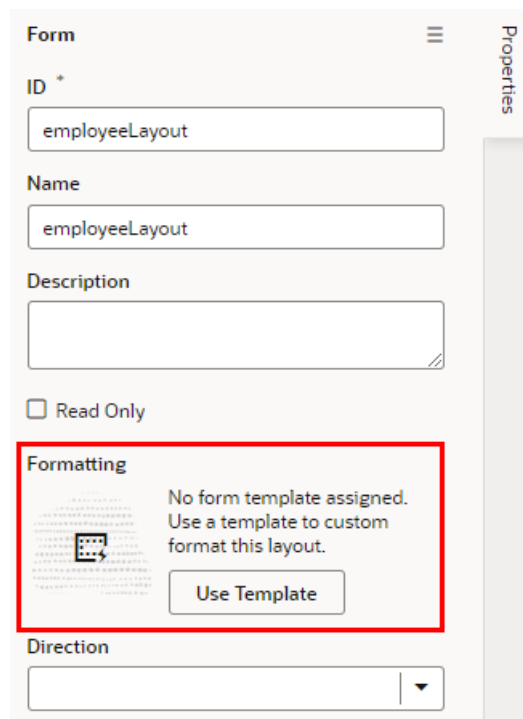 Form
Properties
ID *
employeeLayout
Name
employeeLayout
Description
Read Only
Formatting
No form template assigned.
Use a template to custom
format this layout.
Use Template
Direction